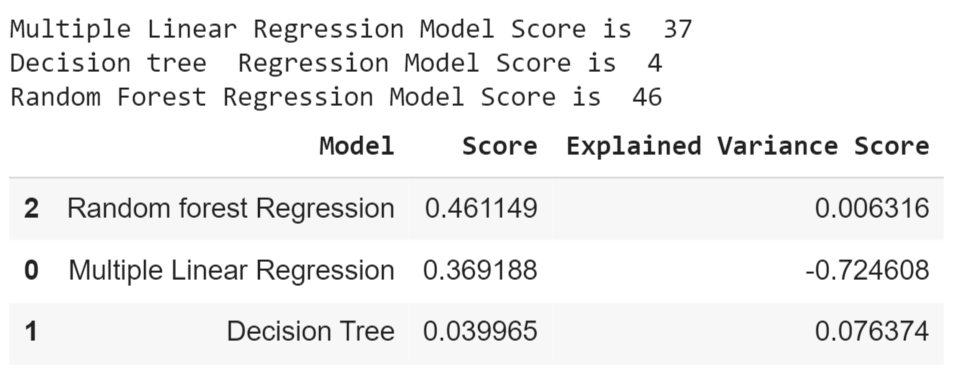 Multiple Linear Regression Model Score is  37
Decision tree  Regression Model Score is  4
Random Forest Regression Model Score is  46
Model Score Explained Variance Score
2 Random forest Regression 0.461149 0.006316
0 Multiple Linear Regression 0.369188 -0.724608
1 Decision Tree 0.039965 0.076374